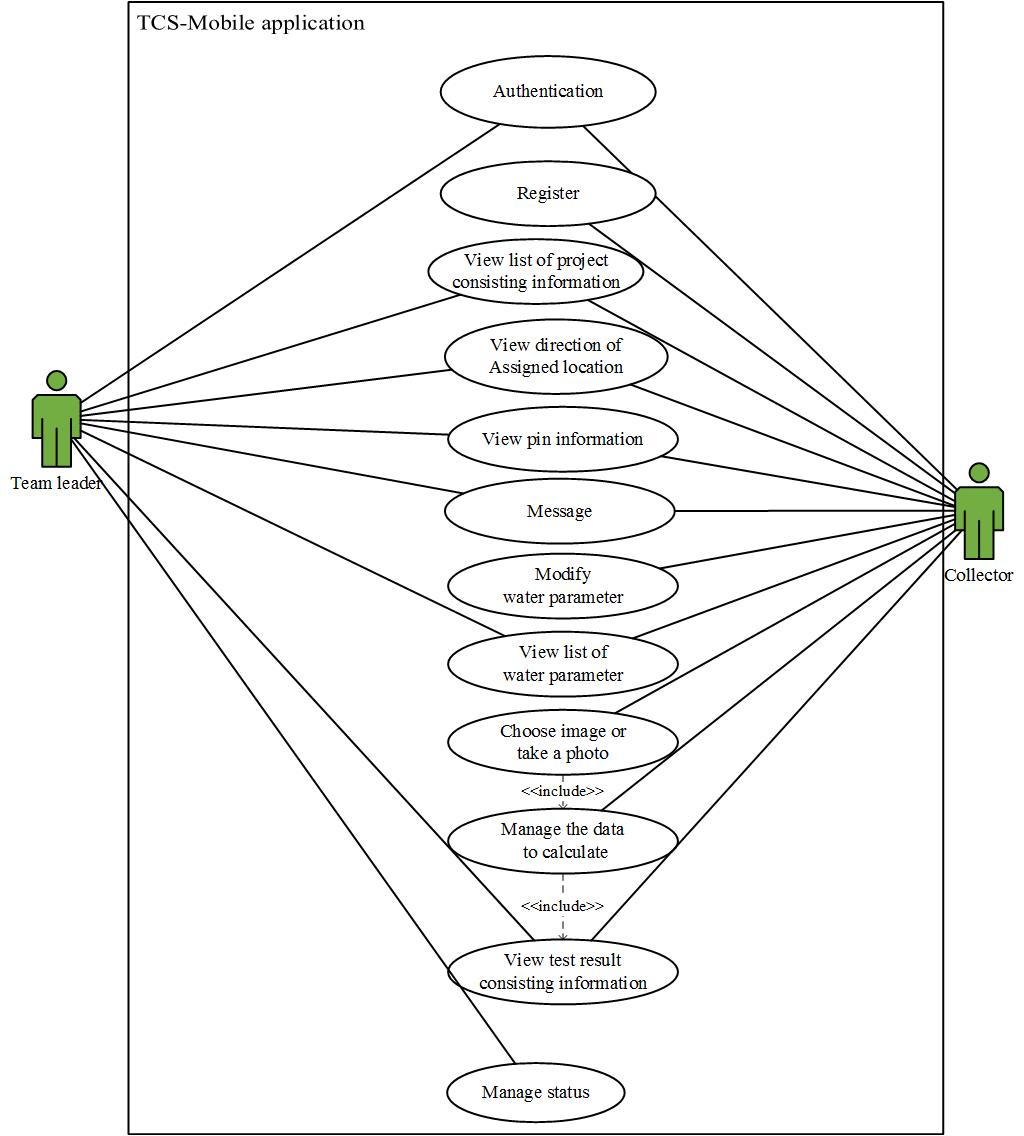 TCS-Mobile application
Authentication
Register
View list of project
consisting information
View direction of
Assigned location
View pin information
Team leader
Message
Modify
water parameter
Collector
View list of
water parameter
Choose image or
take a photo
<<include>>
Manage the data
to calculate
<<include>>
View test result
consisting information
Manage status